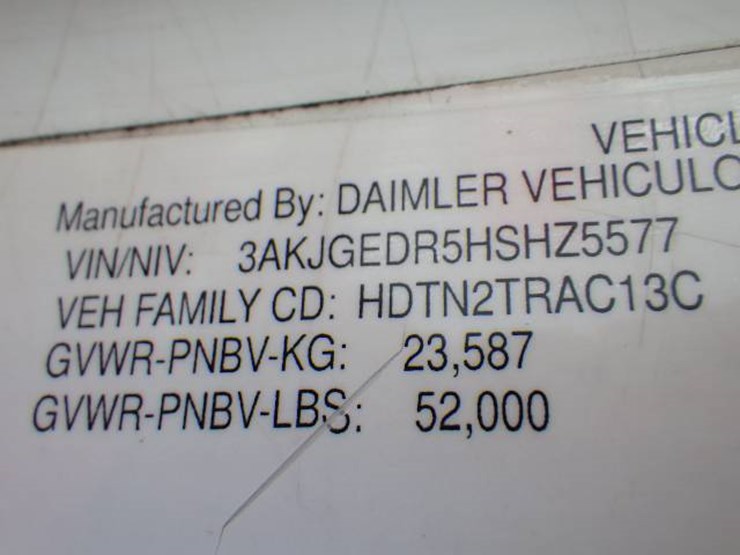 VEHICL
Manufactured By: DAIMLER VEHICULO
VIN/NIV: 3AKJGEDR5HSHZ5577
VEH FAMILY CD: HDTN2TRAC13C
GVWR-PNBV-KG: 23,587
GVWR-PNBV-LBS: 52,000